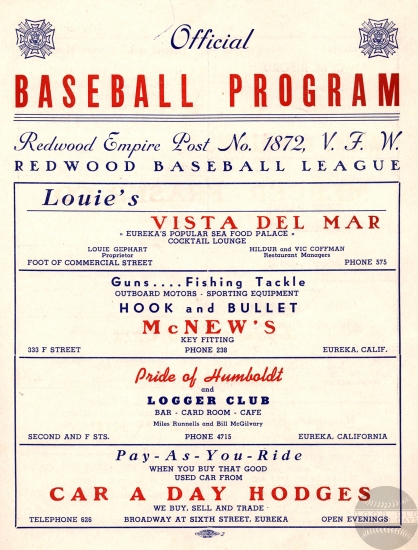 Official
BASEBALL PROGRAM
Redwood Empire Post No. 1872, V. F. W.
REDWOOD BASEBALL LEAGUE
Louie's
VISTA DEL MAR
- EUREKA'S POPULAR SEA FOOD PALACE -
COCKTAIL LOUNGE
LOUIE GEPHART HILDUR and VIC COFFMAN
Proprietor Restaurant Managers
FOOT OF COMMERCIAL STREET PHONE 575
Guns....Fishing Tackle
OUTBOARD MOTORS - SPORTING EQUIPMENT
HOOK and BULLET
McNEW'S
KEY FITTING
333 F STREET PHONE 238 EUREKA, CALIF.
Pride of Humboldt
and
LOGGER CLUB
BAR - CARD ROOM - CAFE
Miles Runnells and Bill McGilvary
SECOND AND F STS. PHONE 4715 EUREKA, CALIFORNIA
Pay-As-You-Ride
WHEN YOU BUY THAT GOOD
USED CAR FROM
CAR A DAY HODGES
WE BUY, SELL AND TRADE
TELEPHONE 626 BROADWAY AT SIXTH STREET, EUREKA OPEN EVENINGS